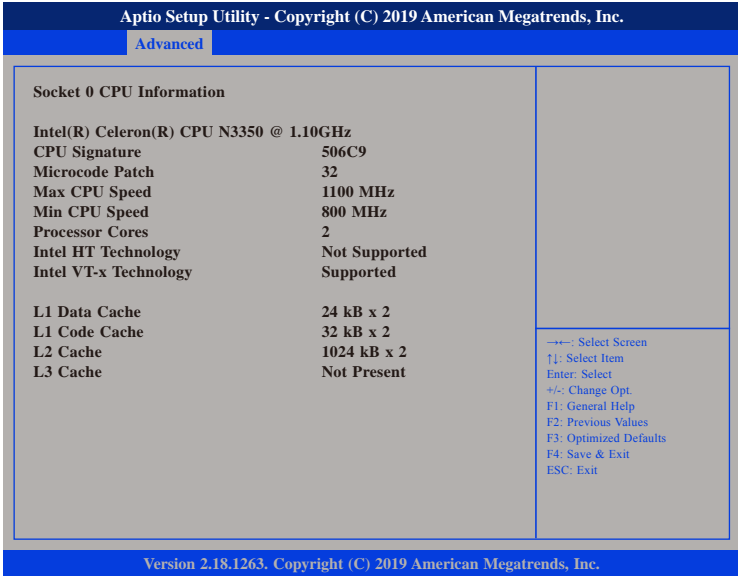 Aptio Setup Utility - Copyright (C) 2019 American Megatrends, Inc.
Advanced
Socket 0 CPU Information
Intel(R) Celeron(R) CPU N3350 @ 1.10GHz
CPU Signature 506C9
Microcode Patch 32
Max CPU Speed 1100 MHz
Min CPU Speed 800 MHz
Processor Cores 2
Intel HT Technology Not Supported
Intel VT-x Technology Supported
L1 Data Cache 24 kB x 2
L1 Code Cache 32 kB x 2
L2 Cache 1024 kB x 2
L3 Cache Not Present
→←: Select Screen
↑↓: Select Item
Enter: Select
+/-: Change Opt.
F1: General Help
F2: Previous Values
F3: Optimized Defaults
F4: Save & Exit
ESC: Exit
Version 2.18.1263. Copyright (C) 2019 American Megatrends, Inc.